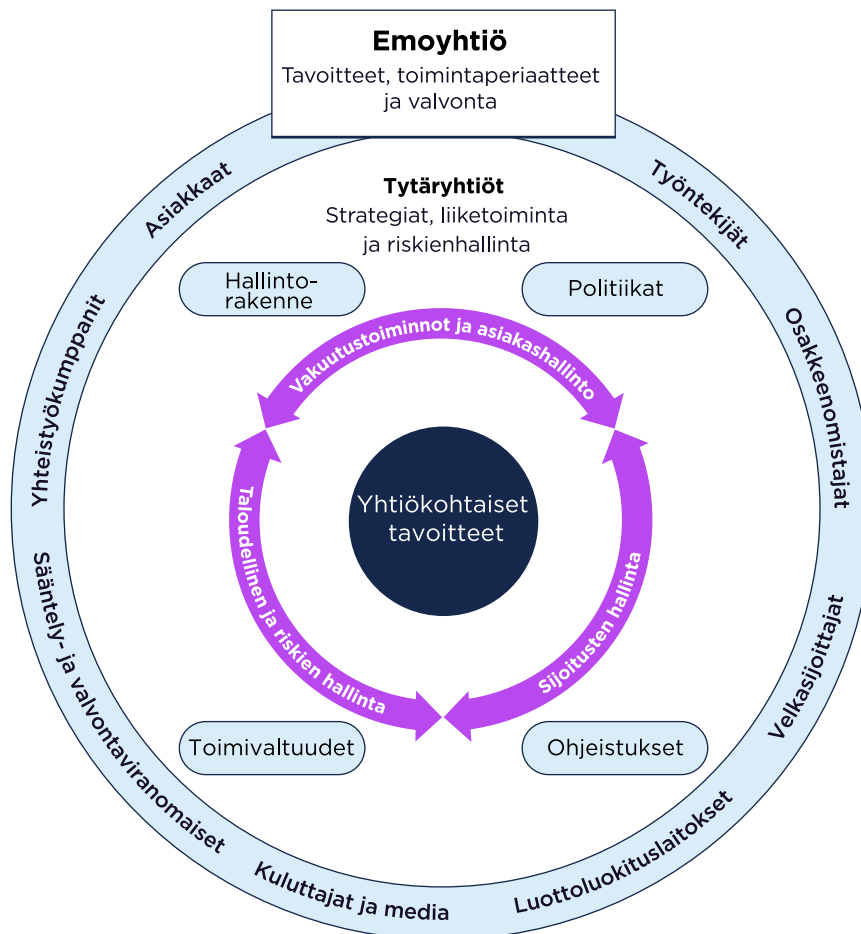 Emoyhtiö
Tavoitteet, toimintaperiaatteet
ja valvonta
Asiakkaat
Työntekijät
Tytäryhtiöt
Strategiat, liiketoiminta
ja riskienhallinta
Hallinto-
rakenne
Politiikat
Yhteistyökumppanit
Osakkeenomistajat
Vakuutustoiminnot ja asiakashallinto
Yhtiökohtaiset
tavoitteet
Taloudellinen ja riskien hallinta
Sijoitusten hallinta
Sääntely- ja valvontaviranomaiset
Velkasijoittajat
Toimivaltuudet
Ohjeistukset
Kuluttajat ja media
Luottoluokituslaitokset